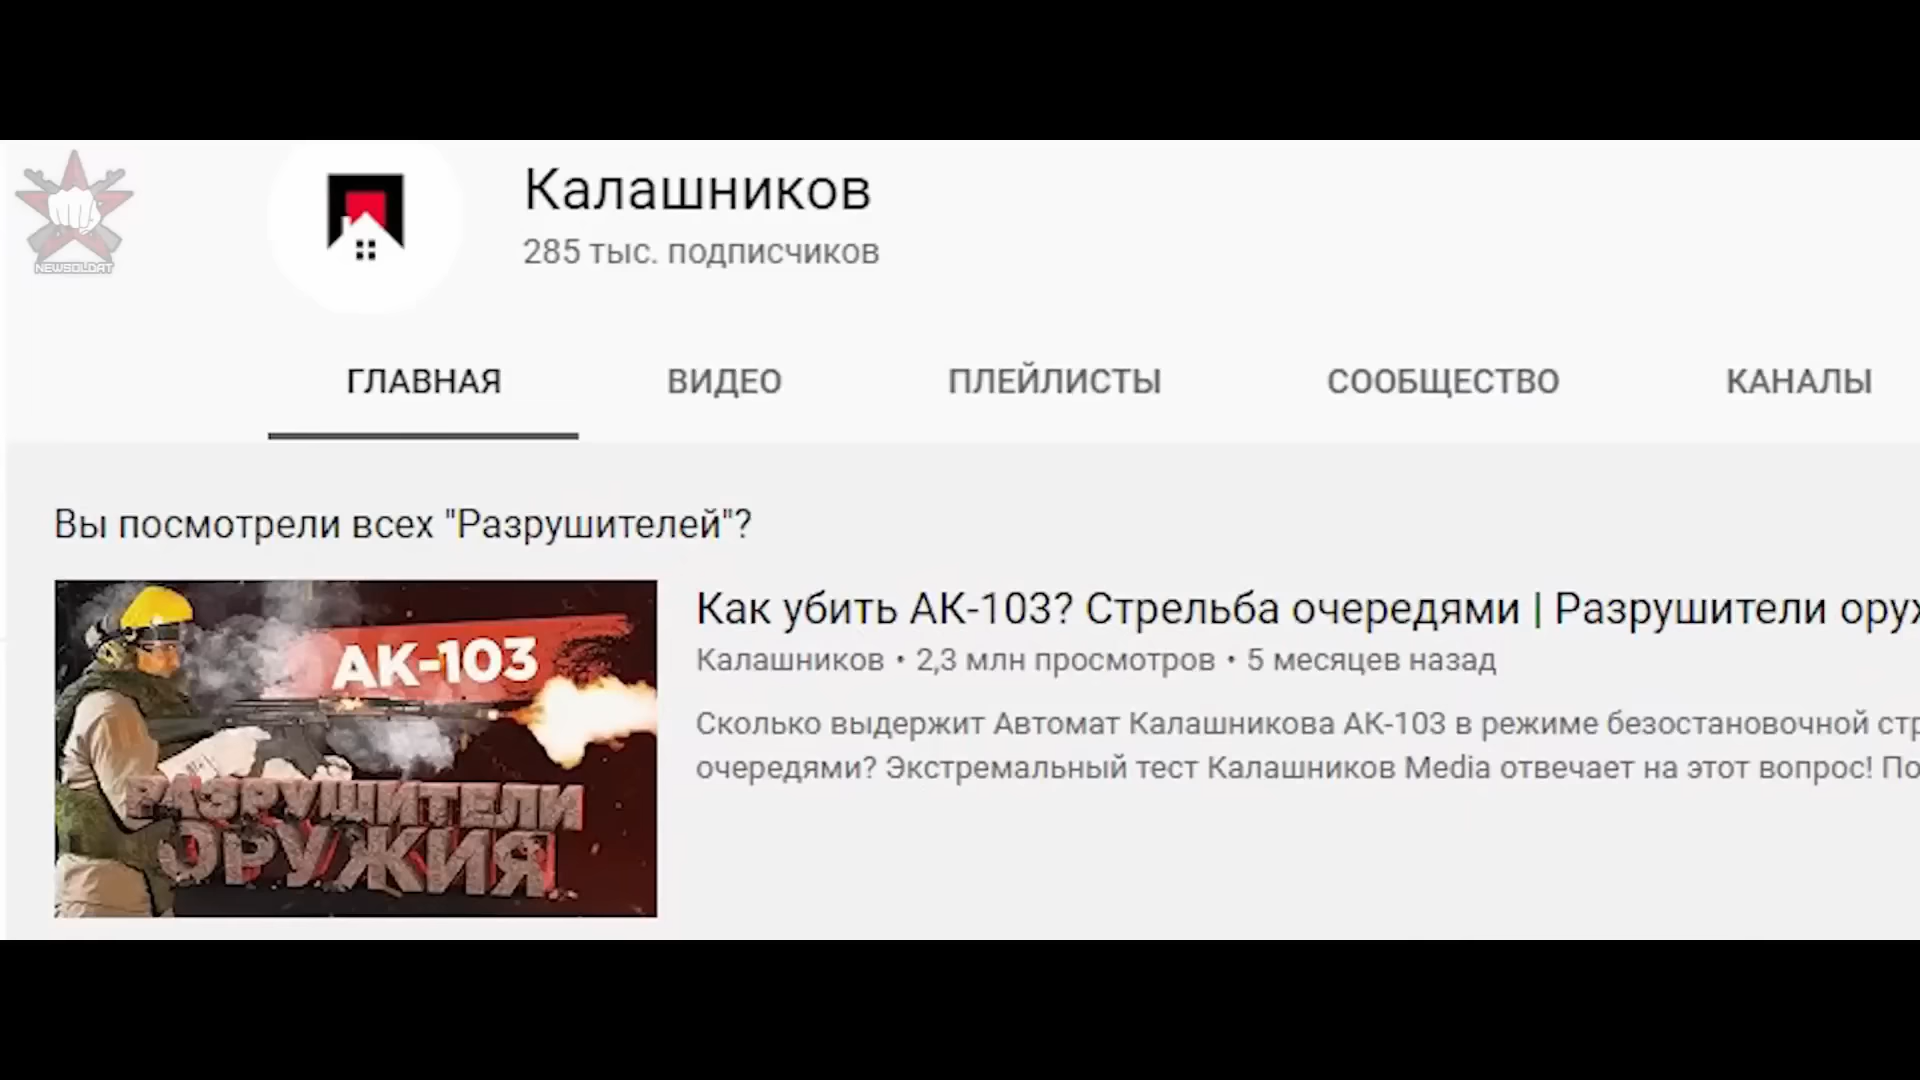 NEWSOLDAT
Калашников
285 тыс. подписчиков
ГЛАВНАЯ ВИДЕО ПЛЕЙЛИСТЫ СООБЩЕСТВО КАНАЛЫ
Вы посмотрели всех "Разрушителей"?
АК-103
РАЗРУШИТЕЛИ
ОРУЖИЯ
Как убить АК-103? Стрельба очередями | Разрушители оруж
Калашников • 2,3 млн просмотров • 5 месяцев назад
Сколько выдержит Автомат Калашникова АК-103 в режиме безостановочной стр
очередями? Экстремальный тест Калашников Media отвечает на этот вопрос! По